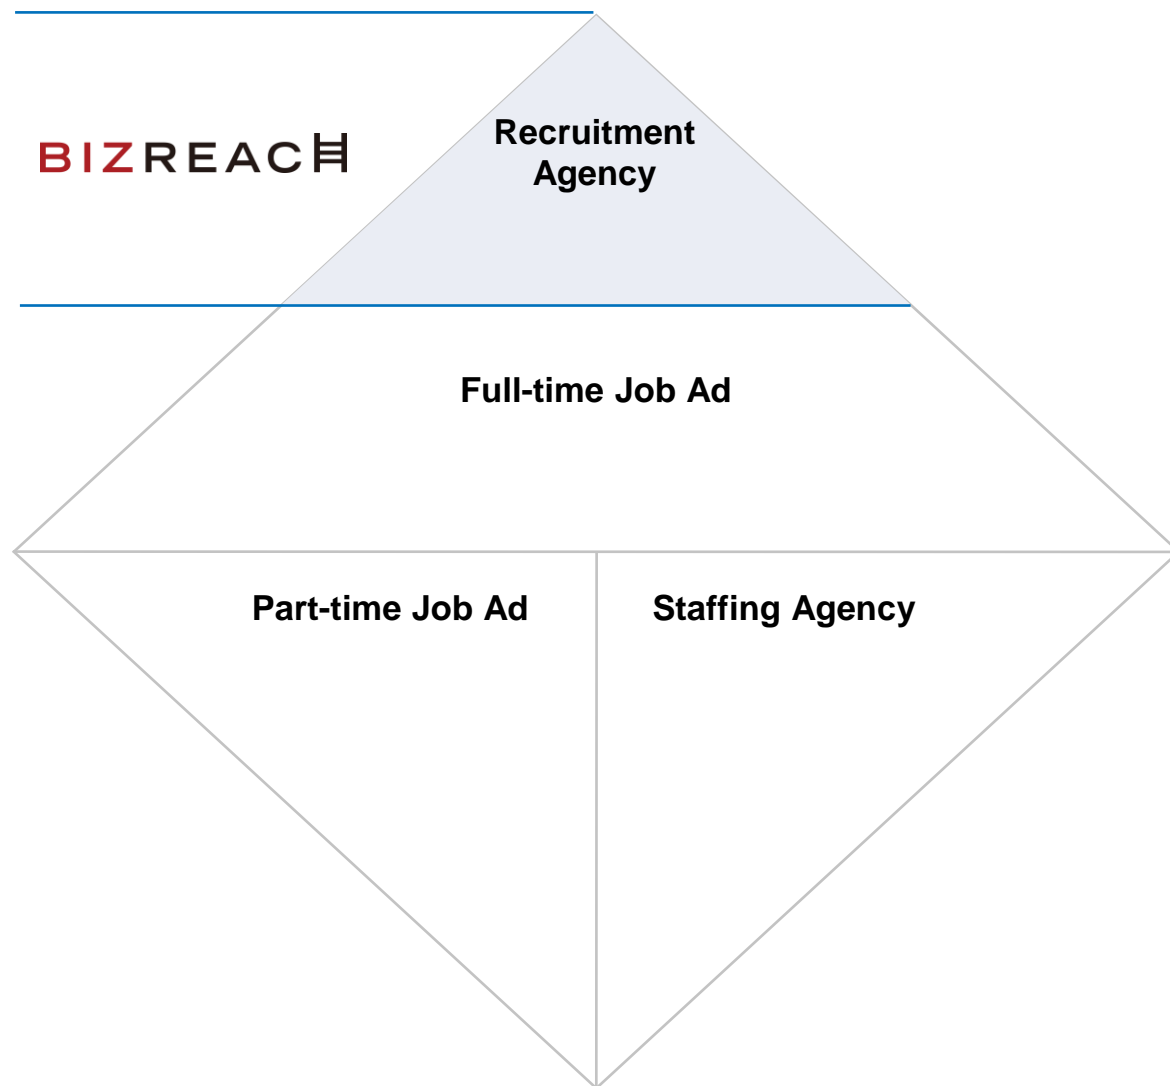 Recruitment
Agency
BIZREACH
Full-time Job Ad
Part-time Job Ad
Staffing Agency